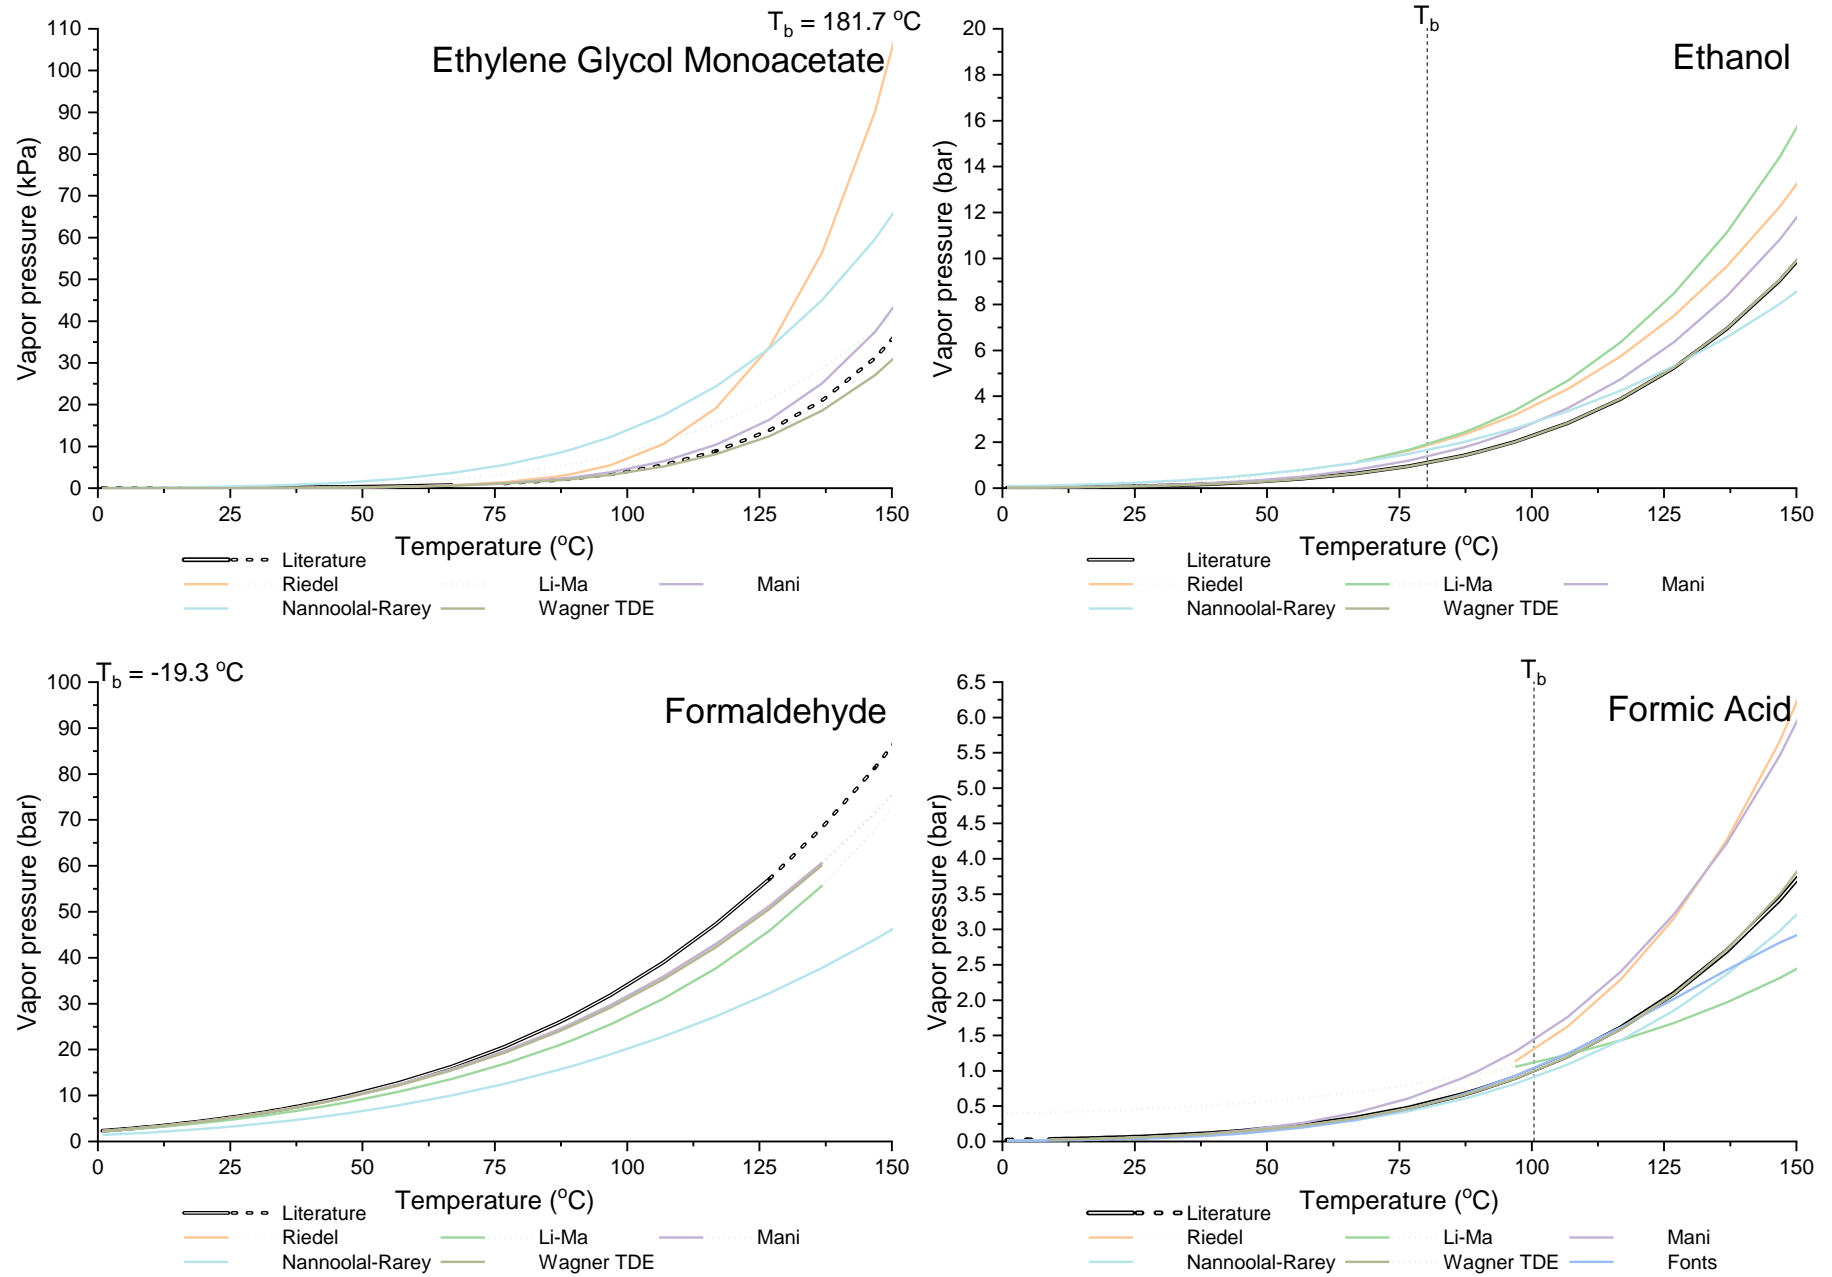 T_b = 181.7 °C
Ethylene Glycol Monoacetate
Vapor pressure (kPa)
110
100
90
80
70
60
50
40
30
20
10
0
0 25 50 75 100 125 150
Temperature (°C)
Literature
Riedel Li-Ma Mani
Nannoolal-Rarey Wagner TDE
T_b
Ethanol
Vapor pressure (bar)
20
18
16
14
12
10
8
6
4
2
0
0 25 50 75 100 125 150
Temperature (°C)
Literature
Riedel Li-Ma Mani
Nannoolal-Rarey Wagner TDE
T_b = -19.3 °C
Formaldehyde
Vapor pressure (bar)
100
90
80
70
60
50
40
30
20
10
0
0 25 50 75 100 125 150
Temperature (°C)
Literature
Riedel Li-Ma Mani
Nannoolal-Rarey Wagner TDE
T_b
Formic Acid
Vapor pressure (bar)
6.5
6.0
5.5
5.0
4.5
4.0
3.5
3.0
2.5
2.0
1.5
1.0
0.5
0.0
0 25 50 75 100 125 150
Temperature (°C)
Literature
Riedel Li-Ma Mani
Nannoolal-Rarey Wagner TDE Fonts